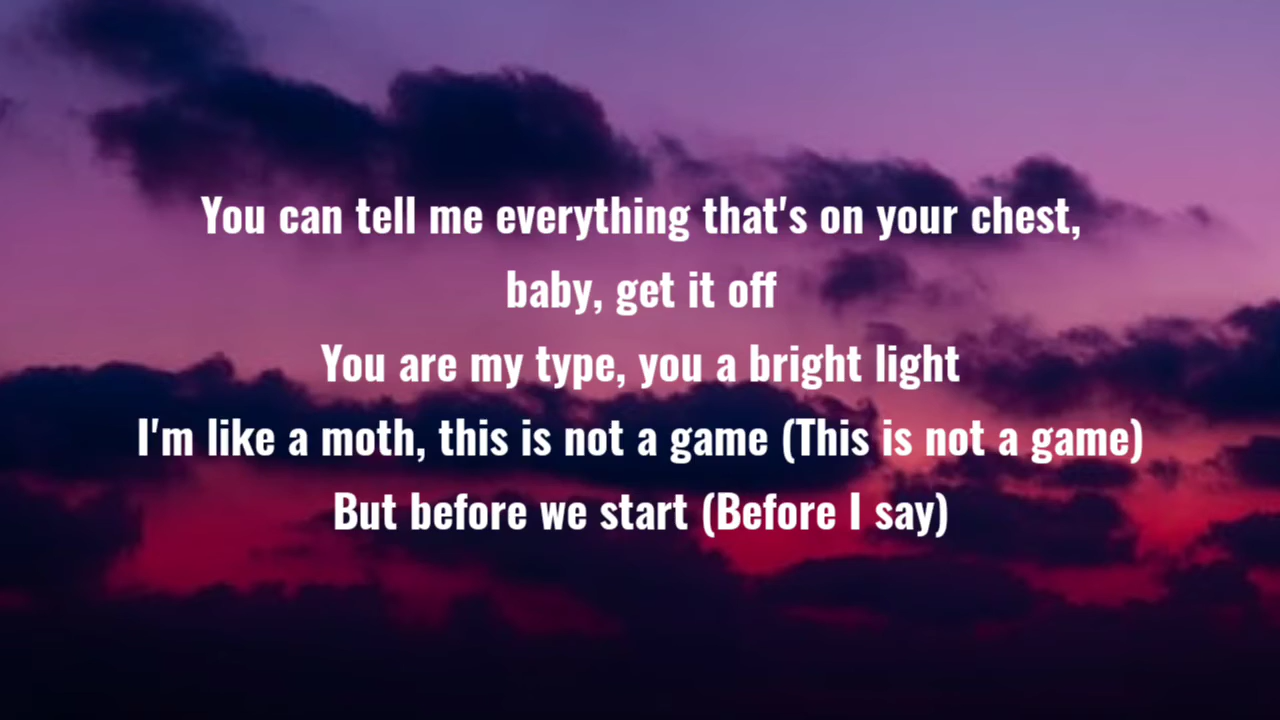 You can tell me everything that's on your chest,
baby, get it off
You are my type, you a bright light
I'm like a moth, this is not a game (This is not a game)
But before we start (Before I say)